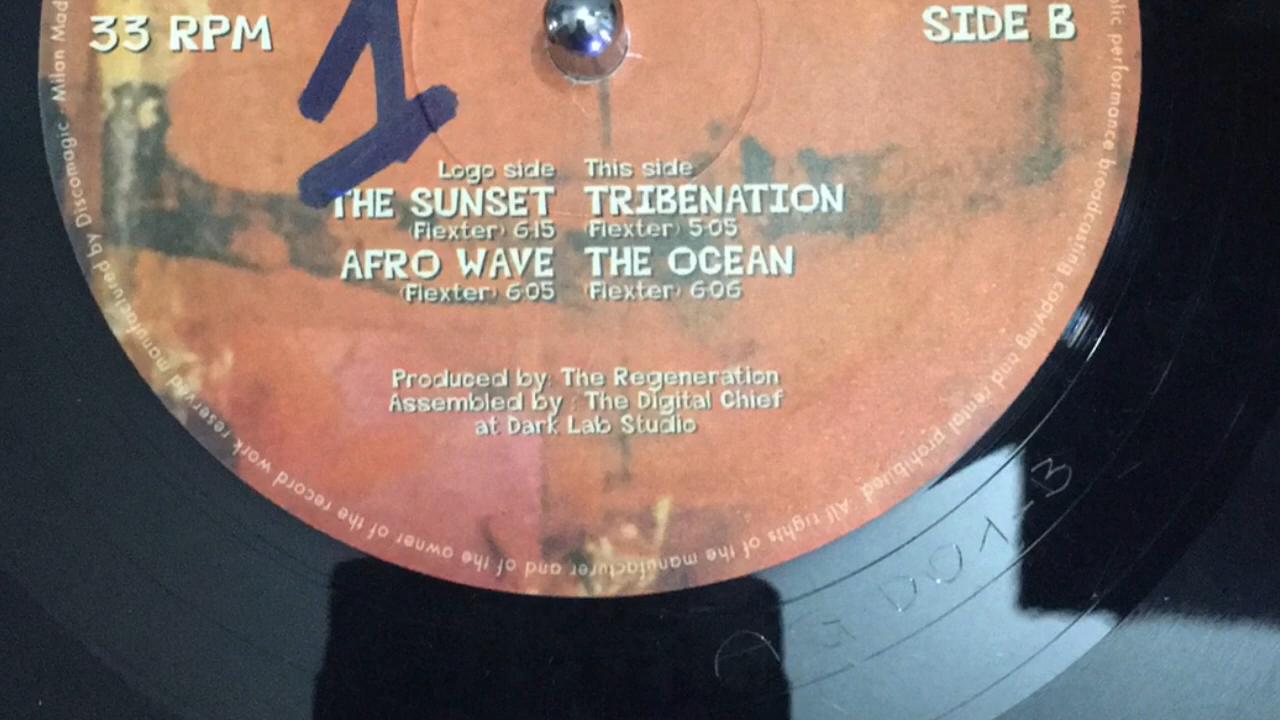 33 RPM
SIDE B
1
Logo side This side
THE SUNSET TRIBENATION
(Flexter) 6:15 (Flexter) 5:05
AFRO WAVE THE OCEAN
(Flexter) 6:05 (Flexter) 6:06
Produced by: The Regeneration
Assembled by : The Digital Chief
at Dark Lab Studio
performance broadcasting copying and rental prohibited. All rights of the manufacturer and of the owner of the record work reserved manufactured by Discomagic - Milan Mad